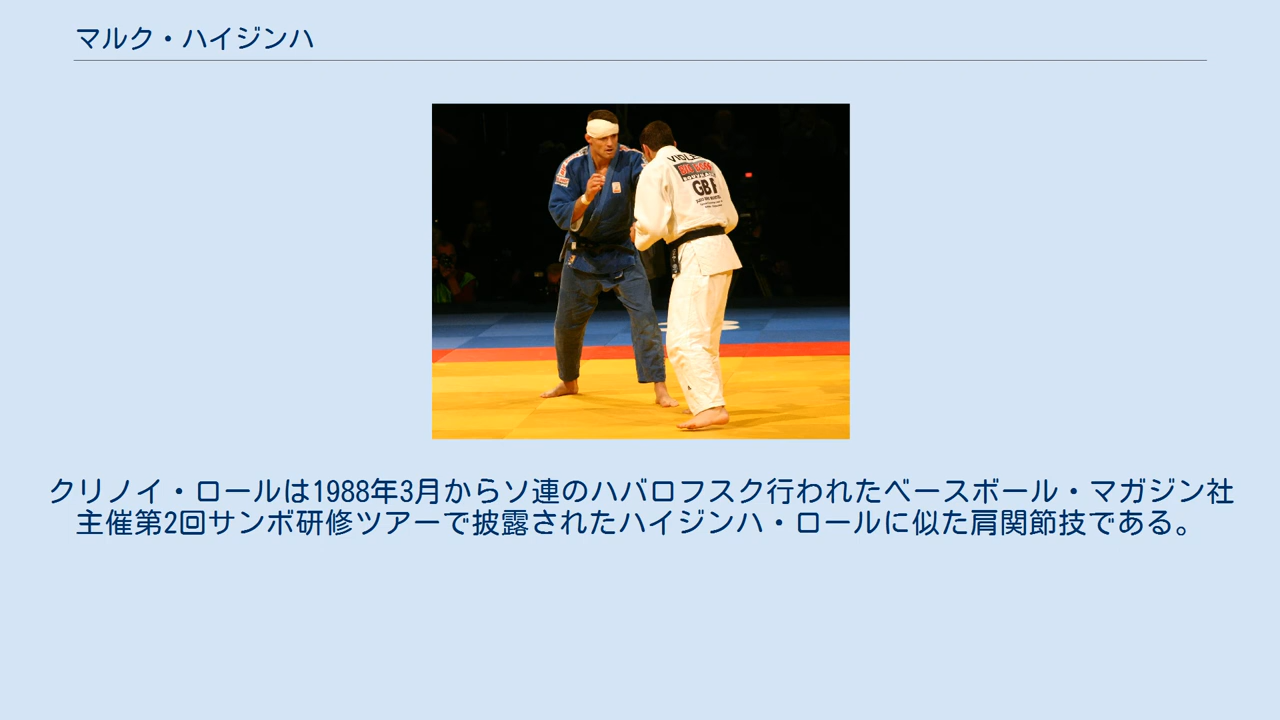 マルク・ハイジンハ
GBR
クリノイ・ロールは1988年3月からソ連のハバロフスク行われたベースボール・マガジン社
主催第2回サンボ研修ツアーで披露されたハイジンハ・ロールに似た肩関節技である。